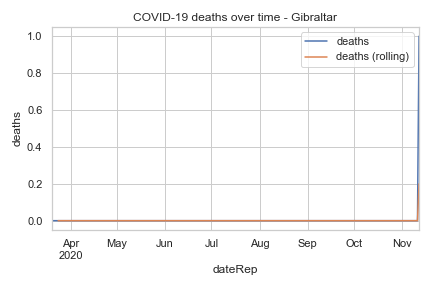 COVID-19 deaths over time - Gibraltar
deaths
deaths (rolling)
1.0
0.8
0.6
0.4
0.2
0.0
deaths
Apr May Jun Jul Aug Sep Oct Nov
2020
dateRep